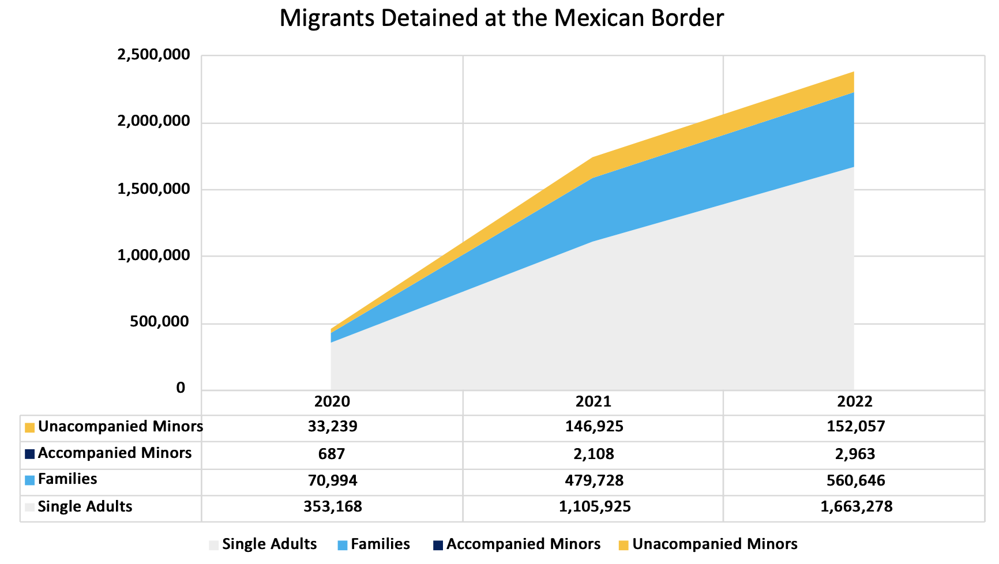 Migrants Detained at the Mexican Border
2,500,000
2,000,000
1,500,000
1,000,000
500,000
0
2020 2021 2022
Unacompanied Minors 33,239 146,925 152,057
Accompanied Minors 687 2,108 2,963
Families 70,994 479,728 560,646
Single Adults 353,168 1,105,925 1,663,278
Single Adults Families Accompanied Minors Unacompanied Minors